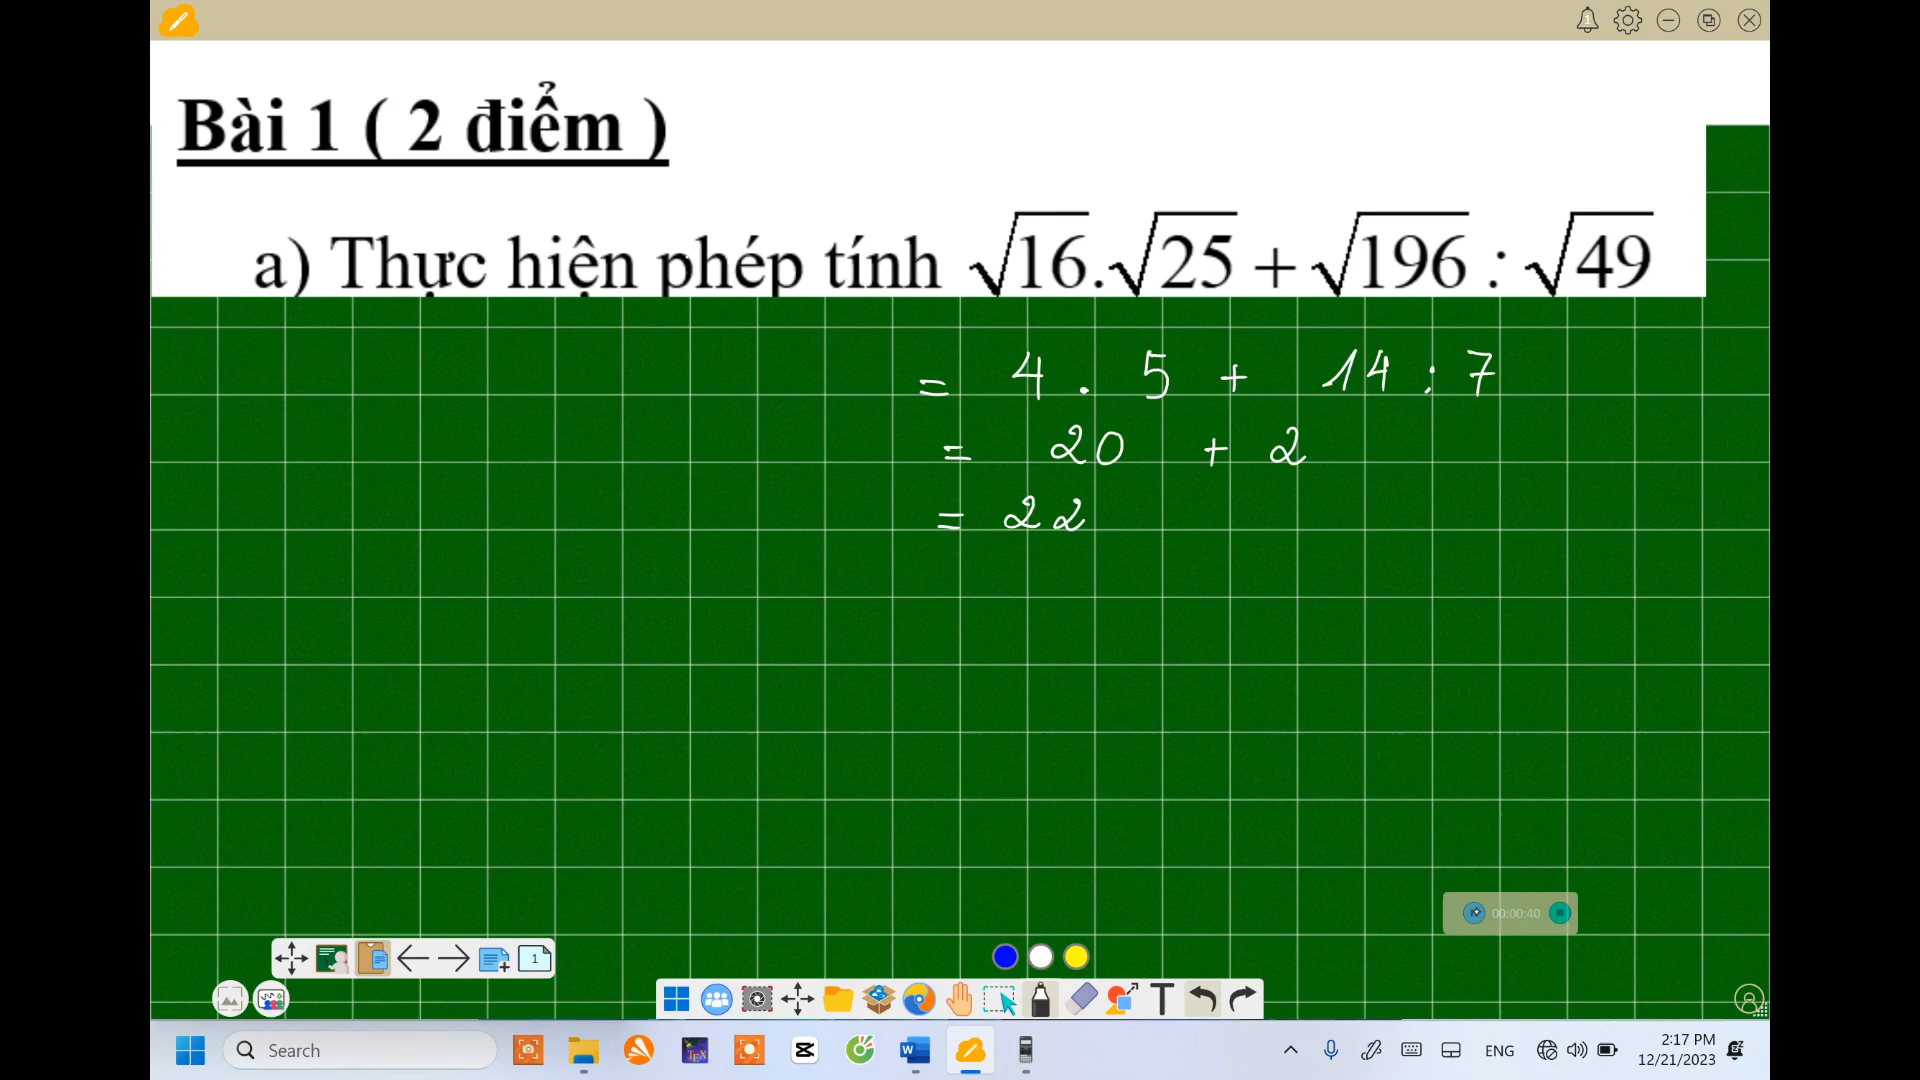 Bài 1 ( 2 điểm )
a) Thực hiện phép tính √16.√25 + √196 : √49
= 4 . 5 + 14 : 7
= 20 + 2
= 22
00:00:40
1
Search
ENG
2:17 PM
12/21/2023